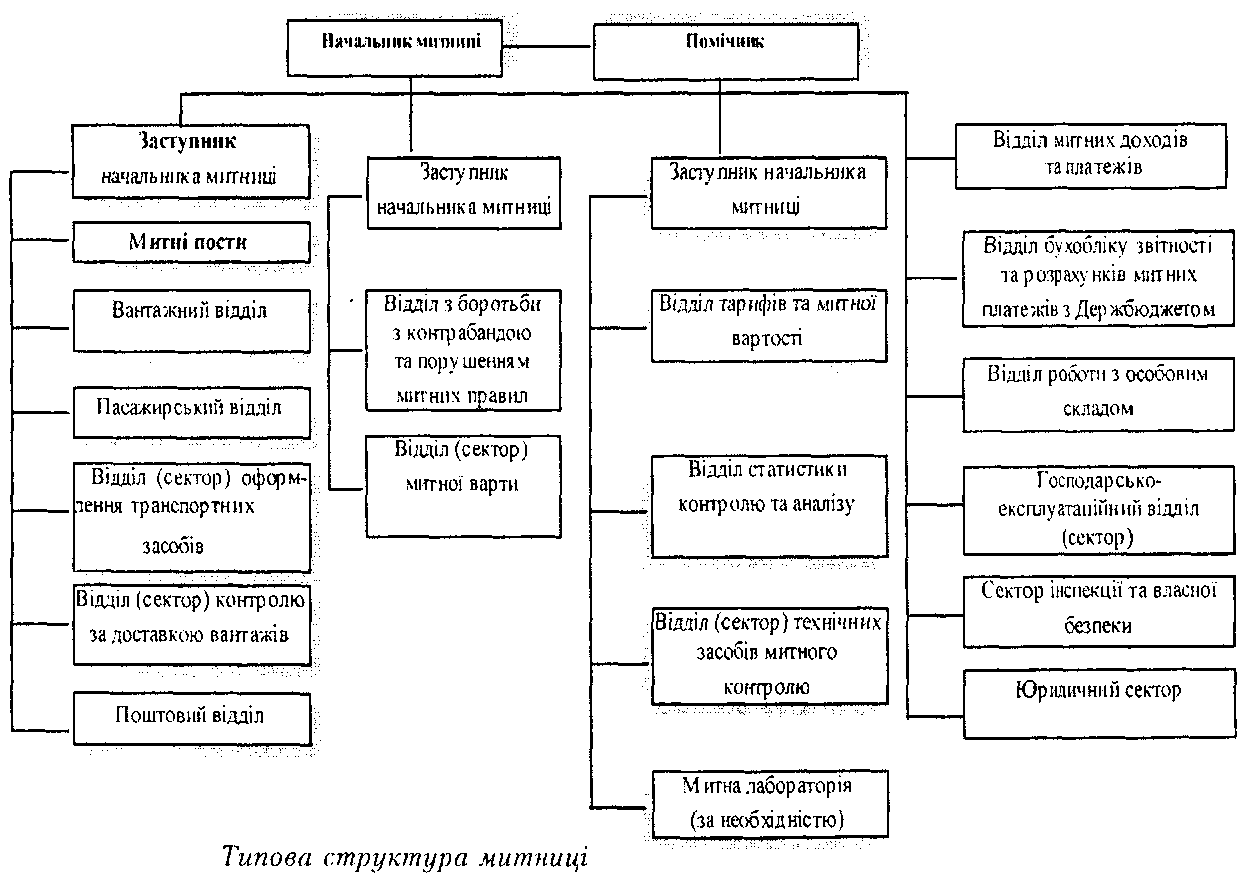 Начальник митниці
Помічник
Заступник
начальника митниці
Митні пости
Вантажний відділ
Пасажирський відділ
Відділ (сектор) оформ-
лення транспортних
засобів
Відділ (сектор) контролю
за доставкою вантажів
Поштовий відділ
Заступник
начальника митниці
Відділ з боротьби
з контрабандою
та порушенням
митних правил
Відділ (сектор)
митної варти
Заступник начальника
митниці
Відділ тарифів та митної
вартості
Відділ статистики
контролю та аналізу
Відділ (сектор) технічних
засобів митного
контролю
Митна лабораторія
(за необхідністю)
Відділ митних доходів
та платежів
Відділ бухобліку звітності
та розрахунків митних
платежів з Держбюджетом
Відділ роботи з особовим
складом
Господарсько-
експлуатаційний відділ
(сектор)
Сектор інспекції та власної
безпеки
Юридичний сектор
Типова структура митниці